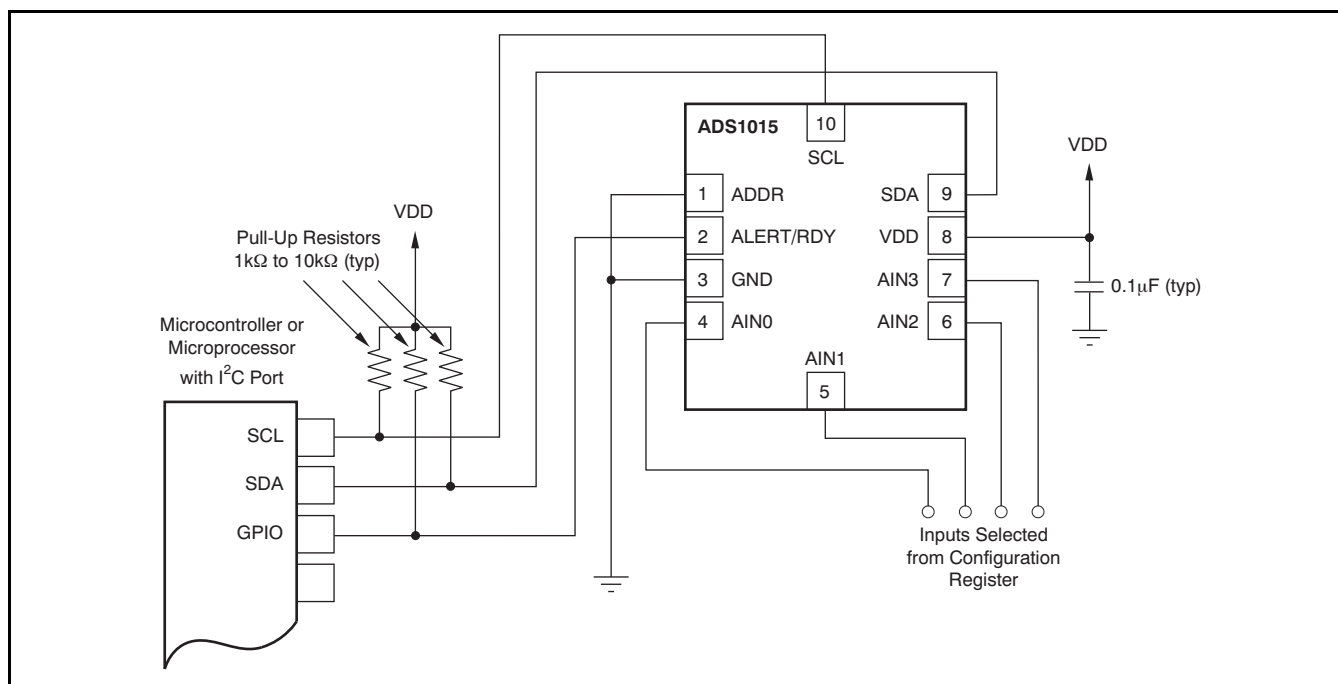 ADS1015
10
SCL
1 ADDR
2 ALERT/RDY
3 GND
4 AIN0
AIN1
5
SDA 9
VDD 8
AIN3 7
AIN2 6
VDD
0.1μF (typ)
VDD
Pull-Up Resistors
1kΩ to 10kΩ (typ)
Microcontroller or
Microprocessor
with I²C Port
SCL
SDA
GPIO
Inputs Selected
from Configuration
Register